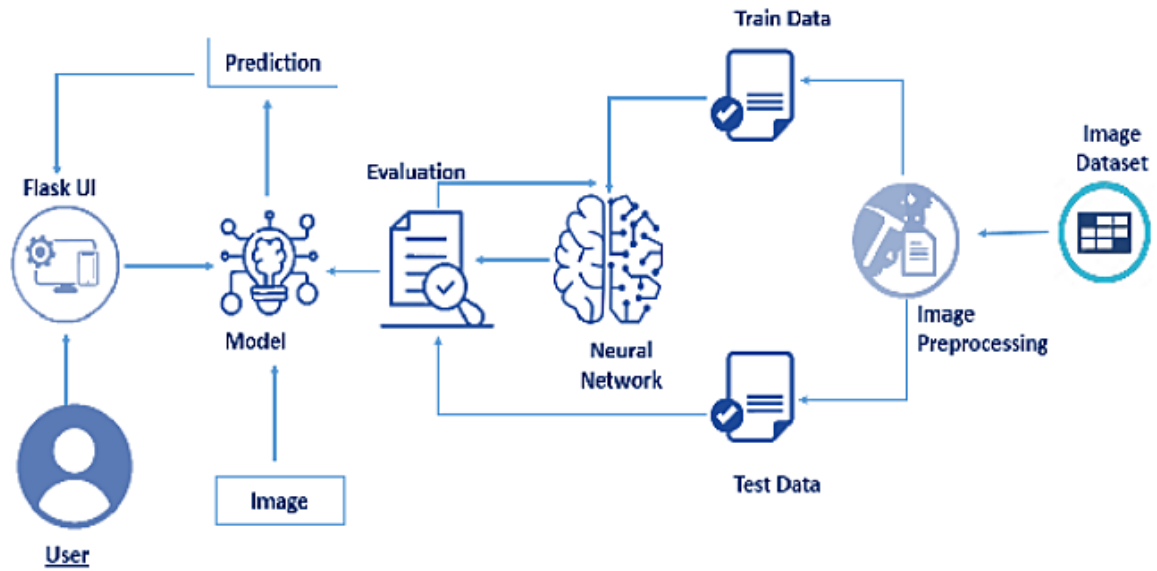 Train Data
Prediction
Image
Dataset
Evaluation
Flask UI
Image
Preprocessing
Model
Neural
Network
Test Data
Image
User